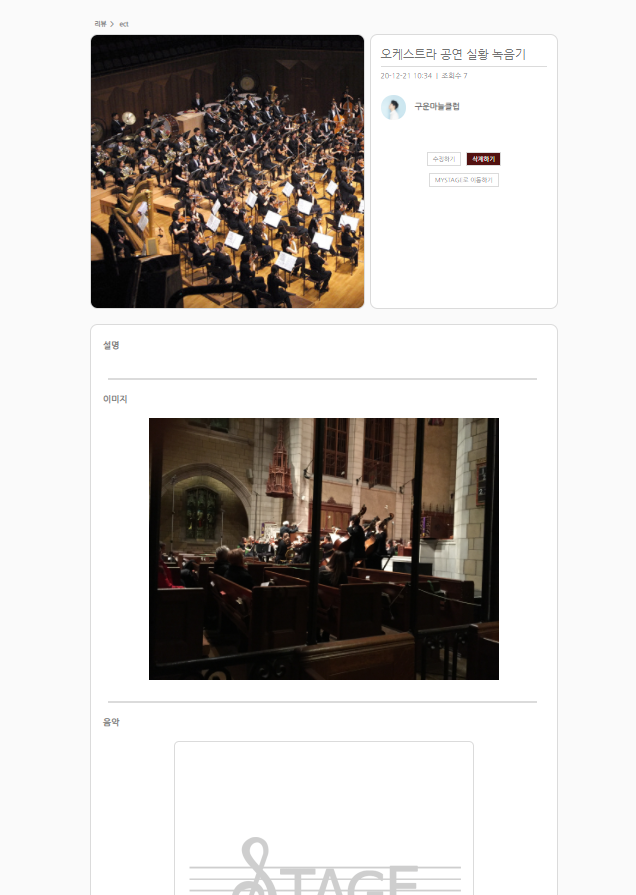 리뷰 > ect
오케스트라 공연 실황 녹음기
20-12-21 10:34 | 조회수 7
구운마늘클럽
수정하기 삭제하기
MYSTAGE로 이동하기
설명
이미지
음악
STAGE